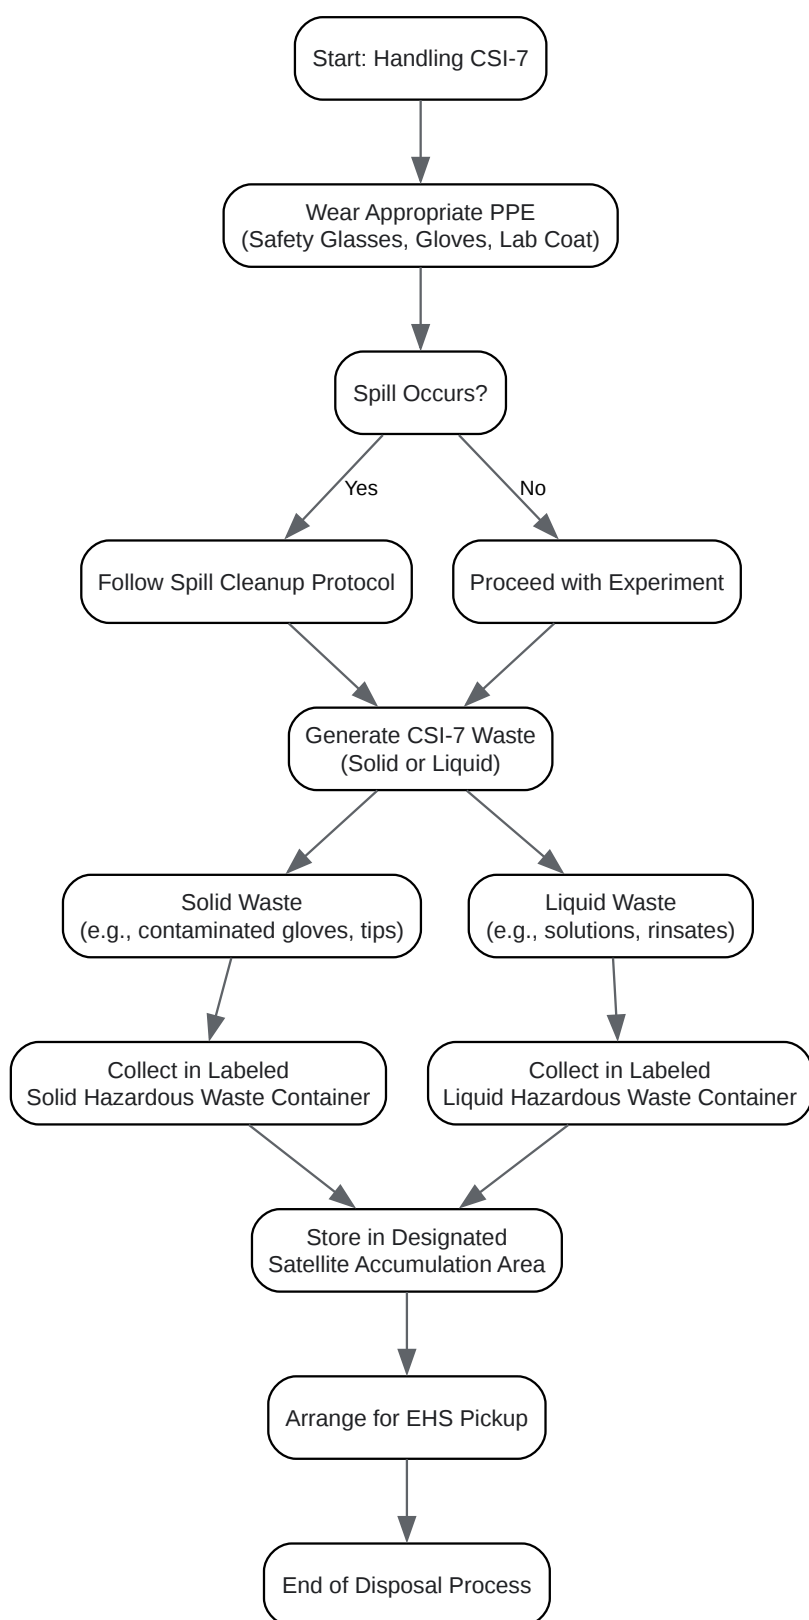 Start: Handling CSI-7
Wear Appropriate PPE
(Safety Glasses, Gloves, Lab Coat)
Spill Occurs?
Yes
No
Follow Spill Cleanup Protocol
Proceed with Experiment
Generate CSI-7 Waste
(Solid or Liquid)
Solid Waste
(e.g., contaminated gloves, tips)
Liquid Waste
(e.g., solutions, rinsates)
Collect in Labeled
Solid Hazardous Waste Container
Collect in Labeled
Liquid Hazardous Waste Container
Store in Designated
Satellite Accumulation Area
Arrange for EHS Pickup
End of Disposal Process